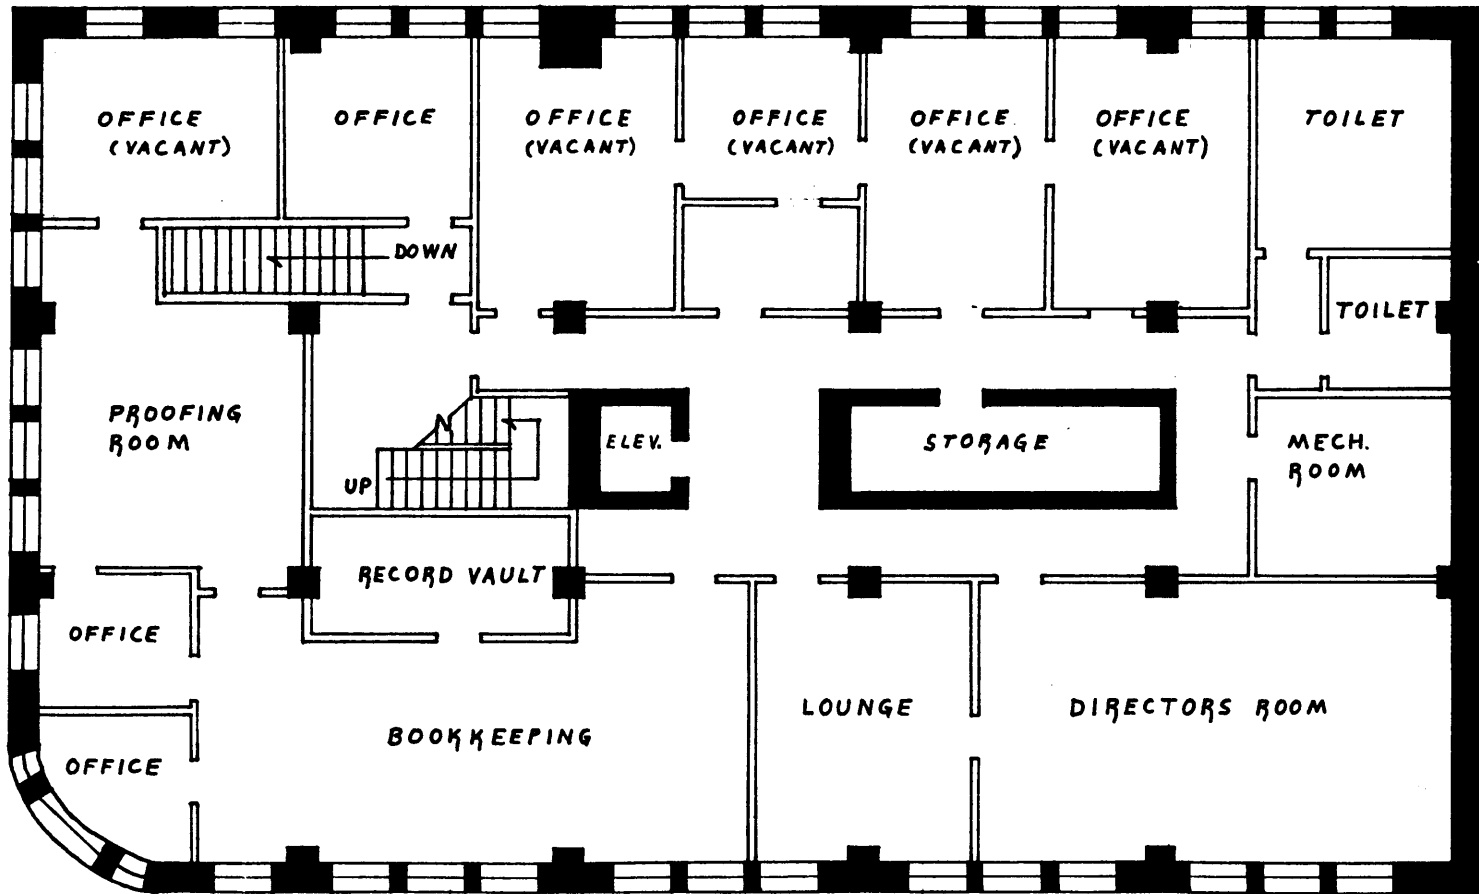 OFFICE
(VACANT)
OFFICE
OFFICE
(VACANT)
OFFICE
(VACANT)
OFFICE
(VACANT)
OFFICE
(VACANT)
TOILET
DOWN
TOILET
PROOFING
ROOM
UP
ELEV.
STORAGE
MECH.
ROOM
RECORD VAULT
OFFICE
OFFICE
BOOKKEEPING
LOUNGE
DIRECTORS ROOM